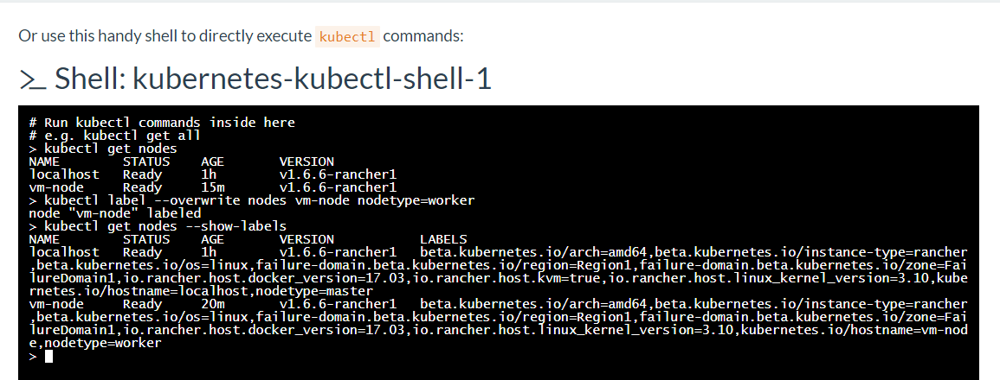 Or use this handy shell to directly execute kubectl commands:
>_ Shell: kubernetes-kubectl-shell-1
# Run kubectl commands inside here
# e.g. kubectl get all
> kubectl get nodes
NAME        STATUS    AGE       VERSION
localhost   Ready     1h        v1.6.6-rancher1
vm-node     Ready     15m       v1.6.6-rancher1
> kubectl label --overwrite nodes vm-node nodetype=worker
node "vm-node" labeled
> kubectl get nodes --show-labels
NAME        STATUS    AGE       VERSION           LABELS
localhost   Ready     1h        v1.6.6-rancher1   beta.kubernetes.io/arch=amd64,beta.kubernetes.io/instance-type=rancher
,beta.kubernetes.io/os=linux,failure-domain.beta.kubernetes.io/region=Region1,failure-domain.beta.kubernetes.io/zone=Fai
lureDomain1,io.rancher.host.docker_version=17.03,io.rancher.host.kvm=true,io.rancher.host.linux_kernel_version=3.10,kube
rnetes.io/hostname=localhost,nodetype=master
vm-node     Ready     20m       v1.6.6-rancher1   beta.kubernetes.io/arch=amd64,beta.kubernetes.io/instance-type=rancher
,beta.kubernetes.io/os=linux,failure-domain.beta.kubernetes.io/region=Region1,failure-domain.beta.kubernetes.io/zone=Fai
lureDomain1,io.rancher.host.docker_version=17.03,io.rancher.host.linux_kernel_version=3.10,kubernetes.io/hostname=vm-nod
e,nodetype=worker
>